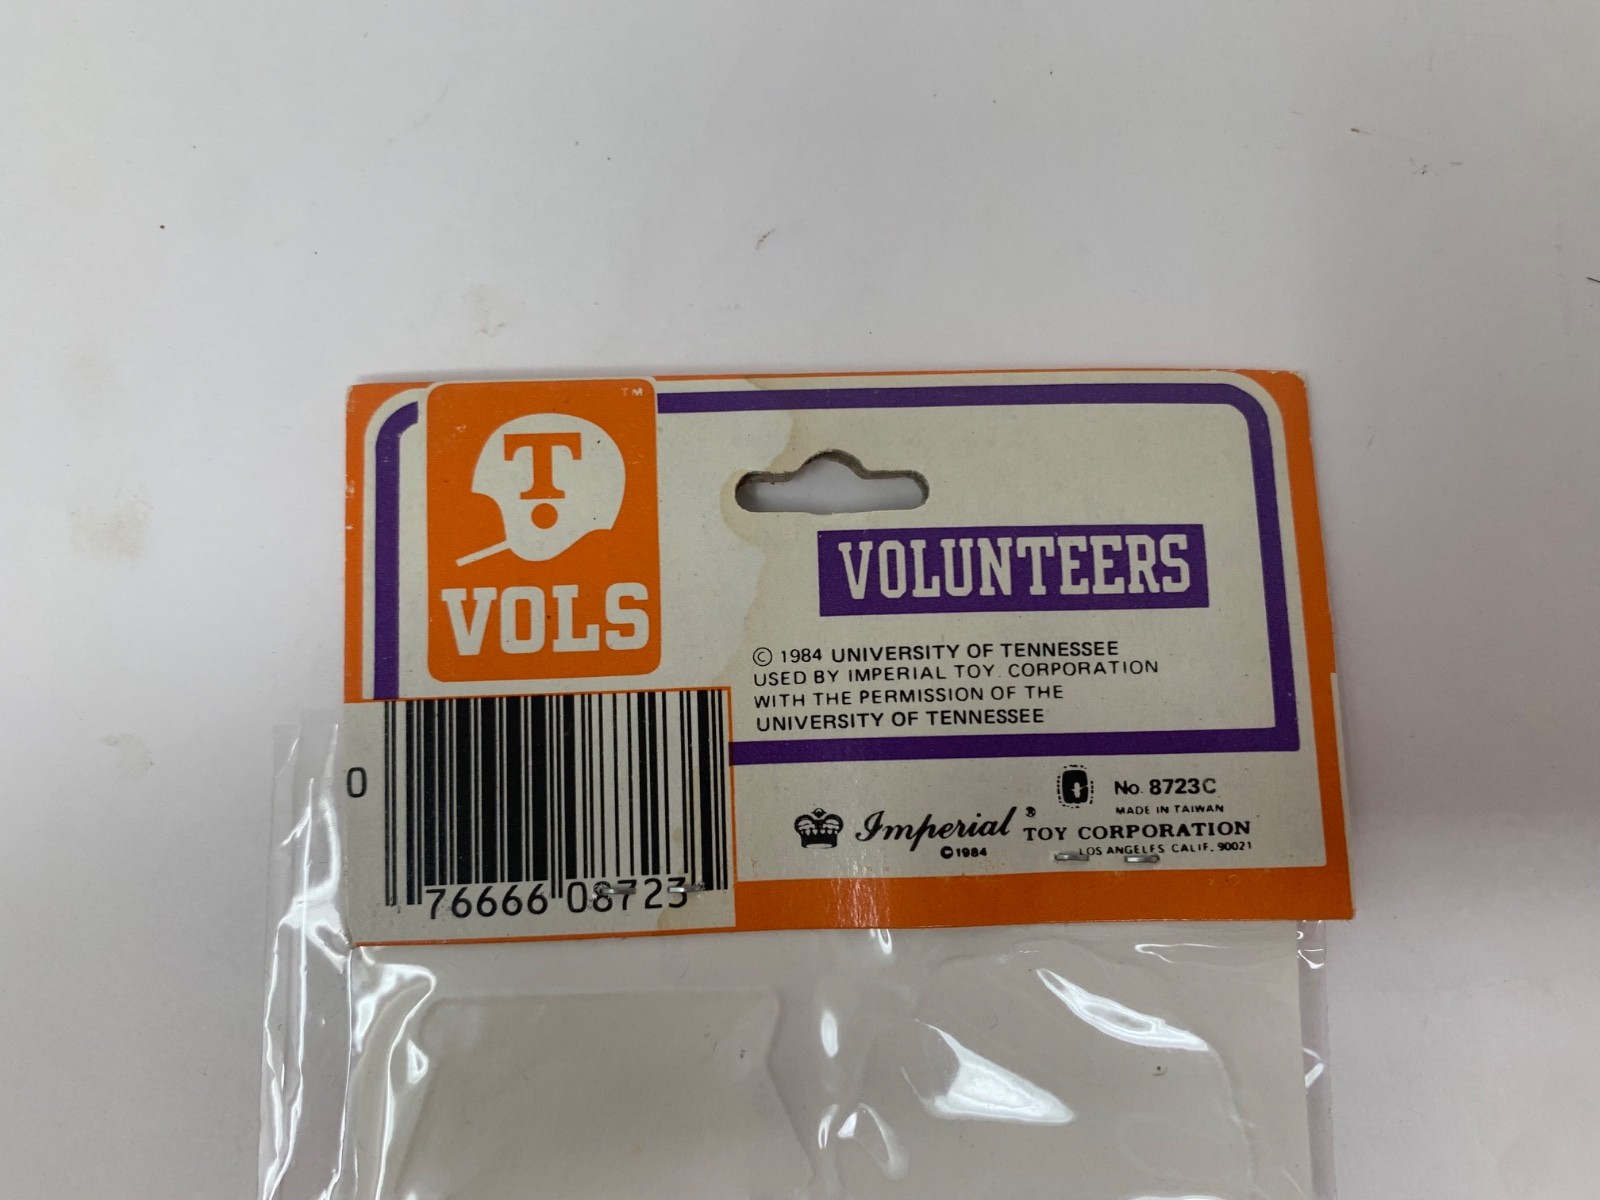 TM
T
VOLS
VOLUNTEERS
© 1984 UNIVERSITY OF TENNESSEE
USED BY IMPERIAL TOY CORPORATION
WITH THE PERMISSION OF THE
UNIVERSITY OF TENNESSEE
0
76666 08723
No. 8723C
MADE IN TAIWAN
Imperial ® TOY CORPORATION
© 1984
LOS ANGELES CALIF. 90021